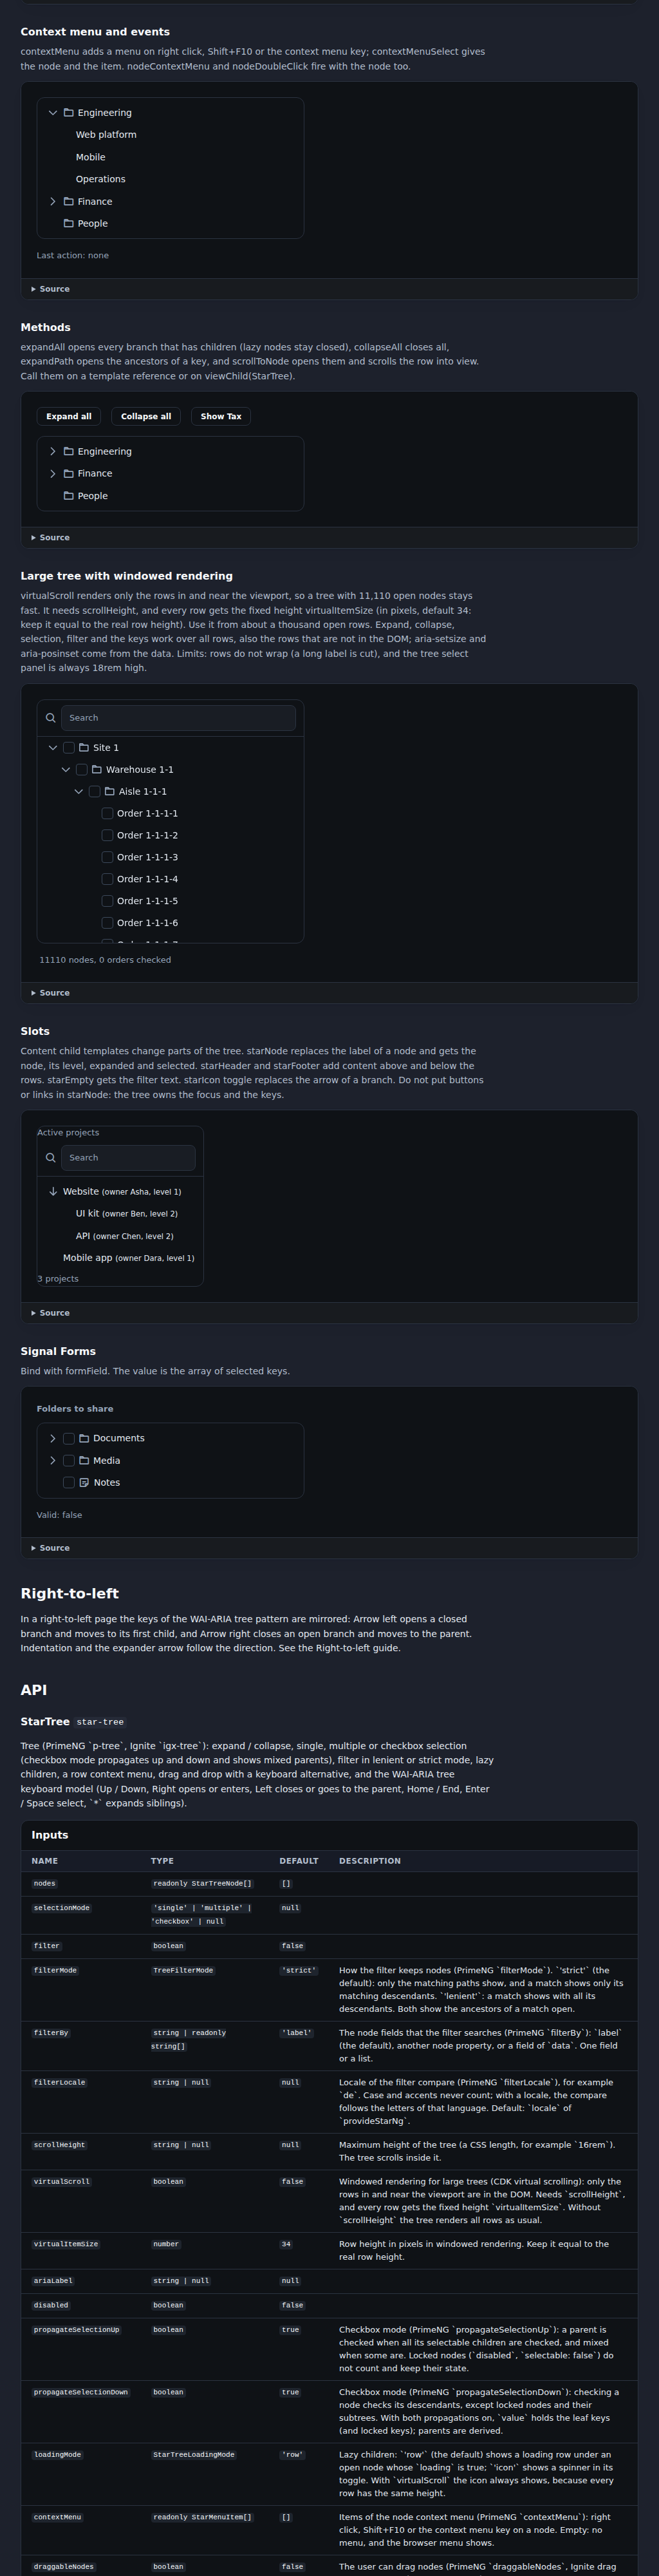 Context menu and events
contextMenu adds a menu on right click, Shift+F10 or the context menu key; contextMenuSelect gives
the node and the item. nodeContextMenu and nodeDoubleClick fire with the node too.
Engineering
Web platform
Mobile
Operations
Finance
People
Last action: none
Source
Methods
expandAll opens every branch that has children (lazy nodes stay closed), collapseAll closes all,
expandPath opens the ancestors of a key, and scrollToNode opens them and scrolls the row into view.
Call them on a template reference or on viewChild(StarTree).
Expand all Collapse all Show Tax
Engineering
Finance
People
Source
Large tree with windowed rendering
virtualScroll renders only the rows in and near the viewport, so a tree with 11,110 open nodes stays
fast. It needs scrollHeight, and every row gets the fixed height virtualItemSize (in pixels, default 34:
keep it equal to the real row height). Use it from about a thousand open rows. Expand, collapse,
selection, filter and the keys work over all rows, also the rows that are not in the DOM; aria-setsize and
aria-posinset come from the data. Limits: rows do not wrap (a long label is cut), and the tree select
panel is always 18rem high.
Search
Site 1
Warehouse 1-1
Aisle 1-1-1
Order 1-1-1-1
Order 1-1-1-2
Order 1-1-1-3
Order 1-1-1-4
Order 1-1-1-5
Order 1-1-1-6
11110 nodes, 0 orders checked
Source
Slots
Content child templates change parts of the tree. starNode replaces the label of a node and gets the
node, its level, expanded and selected. starHeader and starFooter add content above and below the
rows. starEmpty gets the filter text. starIcon toggle replaces the arrow of a branch. Do not put buttons
or links in starNode: the tree owns the focus and the keys.
Active projects
Search
Website (owner Asha, level 1)
UI kit (owner Ben, level 2)
API (owner Chen, level 2)
Mobile app (owner Dara, level 1)
3 projects
Source
Signal Forms
Bind with formField. The value is the array of selected keys.
Folders to share
Documents
Media
Notes
Valid: false
Source
Right-to-left
In a right-to-left page the keys of the WAI-ARIA tree pattern are mirrored: Arrow left opens a closed
branch and moves to its first child, and Arrow right closes an open branch and moves to the parent.
Indentation and the expander arrow follow the direction. See the Right-to-left guide.
API
StarTree star-tree
Tree (PrimeNG `p-tree`, Ignite `igx-tree`): expand / collapse, single, multiple or checkbox selection
(checkbox mode propagates up and down and shows mixed parents), filter in lenient or strict mode, lazy
children, a row context menu, drag and drop with a keyboard alternative, and the WAI-ARIA tree
keyboard model (Up / Down, Right opens or enters, Left closes or goes to the parent, Home / End, Enter
/ Space select, `*` expands siblings).
Inputs
NAME TYPE DEFAULT DESCRIPTION
nodes readonly StarTreeNode[] []
selectionMode 'single' | 'multiple' | 'checkbox' | null null
filter boolean false
filterMode TreeFilterMode 'strict' How the filter keeps nodes (PrimeNG `filterMode`). `'strict'` (the
default): only the matching paths show, and a match shows only its
matching descendants. `'lenient'`: a match shows with all its
descendants. Both show the ancestors of a match open.
filterBy string | readonly string[] 'label' The node fields that the filter searches (PrimeNG `filterBy`): `label`
(the default), another node property, or a field of `data`. One field
or a list.
filterLocale string | null null Locale of the filter compare (PrimeNG `filterLocale`), for example
`de`. Case and accents never count; with a locale, the compare
follows the letters of that language. Default: `locale` of
`provideStarNg`.
scrollHeight string | null null Maximum height of the tree (a CSS length, for example `16rem`).
The tree scrolls inside it.
virtualScroll boolean false Windowed rendering for large trees (CDK virtual scrolling): only the
rows in and near the viewport are in the DOM. Needs `scrollHeight`,
and every row gets the fixed height `virtualItemSize`. Without
`scrollHeight` the tree renders all rows as usual.
virtualItemSize number 34 Row height in pixels in windowed rendering. Keep it equal to the
real row height.
ariaLabel string | null null
disabled boolean false
propagateSelectionUp boolean true Checkbox mode (PrimeNG `propagateSelectionUp`): a parent is
checked when all its selectable children are checked, and mixed
when some are. Locked nodes (`disabled`, `selectable: false`) do
not count and keep their state.
propagateSelectionDown boolean true Checkbox mode (PrimeNG `propagateSelectionDown`): checking a
node checks its descendants, except locked nodes and their
subtrees. With both propagations on, `value` holds the leaf keys
(and locked keys); parents are derived.
loadingMode StarTreeLoadingMode 'row' Lazy children: `'row'` (the default) shows a loading row under an
open node whose `loading` is true; `'icon'` shows a spinner in its
toggle. With `virtualScroll` the icon always shows, because every
row has the same height.
contextMenu readonly StarMenuItem[] [] Items of the node context menu (PrimeNG `contextMenu`): right
click, Shift+F10 or the context menu key on a node. Empty: no
menu, and the browser menu shows.
draggableNodes boolean false The user can drag nodes (PrimeNG `draggableNodes`, Ignite drag